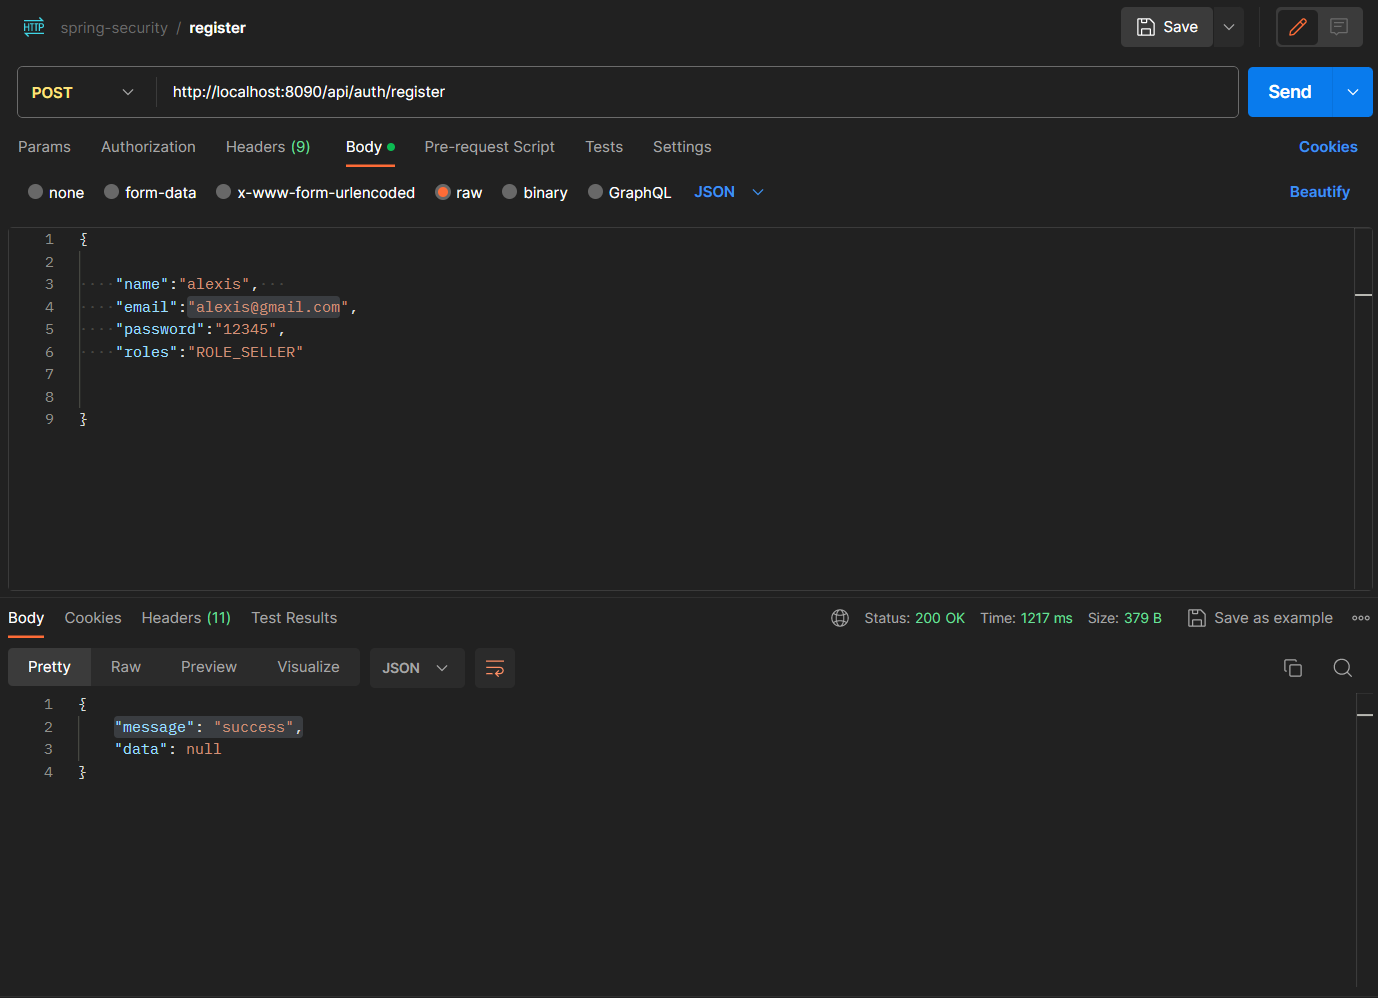 HTTP spring-security / register Save
POST http://localhost:8090/api/auth/register Send
Params Authorization Headers (9) Body Pre-request Script Tests Settings Cookies
none form-data x-www-form-urlencoded raw binary GraphQL JSON Beautify
1 {
2
3 ····"name":"alexis",···
4 ····"email":"alexis@gmail.com",
5 ····"password":"12345",
6 ····"roles":"ROLE_SELLER"
7
8
9 }
Body Cookies Headers (11) Test Results Status: 200 OK Time: 1217 ms Size: 379 B Save as example
Pretty Raw Preview Visualize JSON
1 {
2 "message": "success",
3 "data": null
4 }